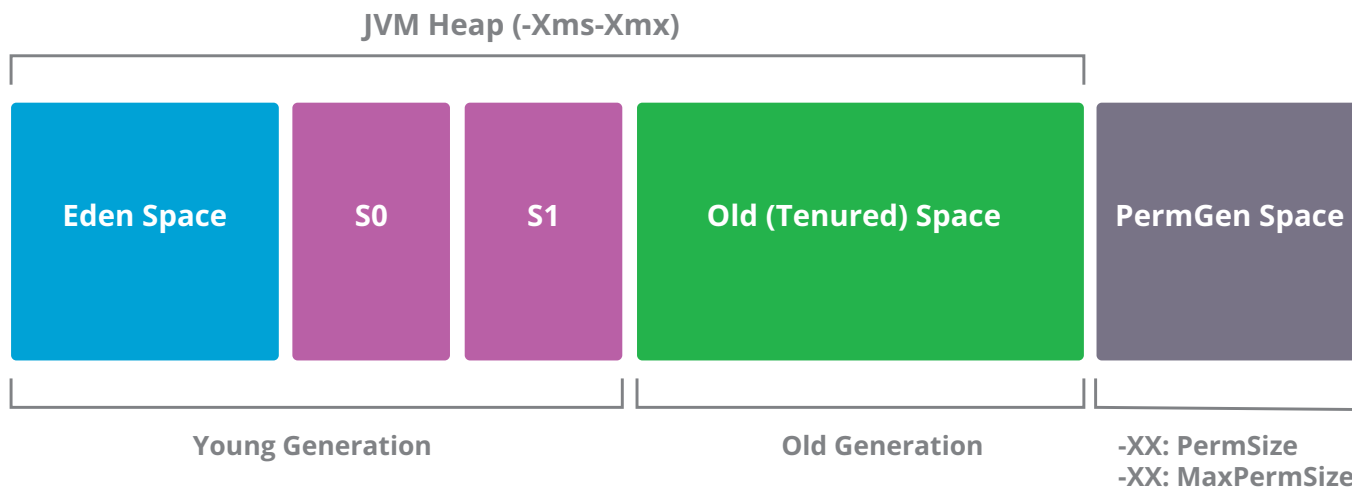 JVM Heap (-Xms-Xmx)
Eden Space
S0
S1
Old (Tenured) Space
PermGen Space
Young Generation
Old Generation
-XX: PermSize
-XX: MaxPermSize